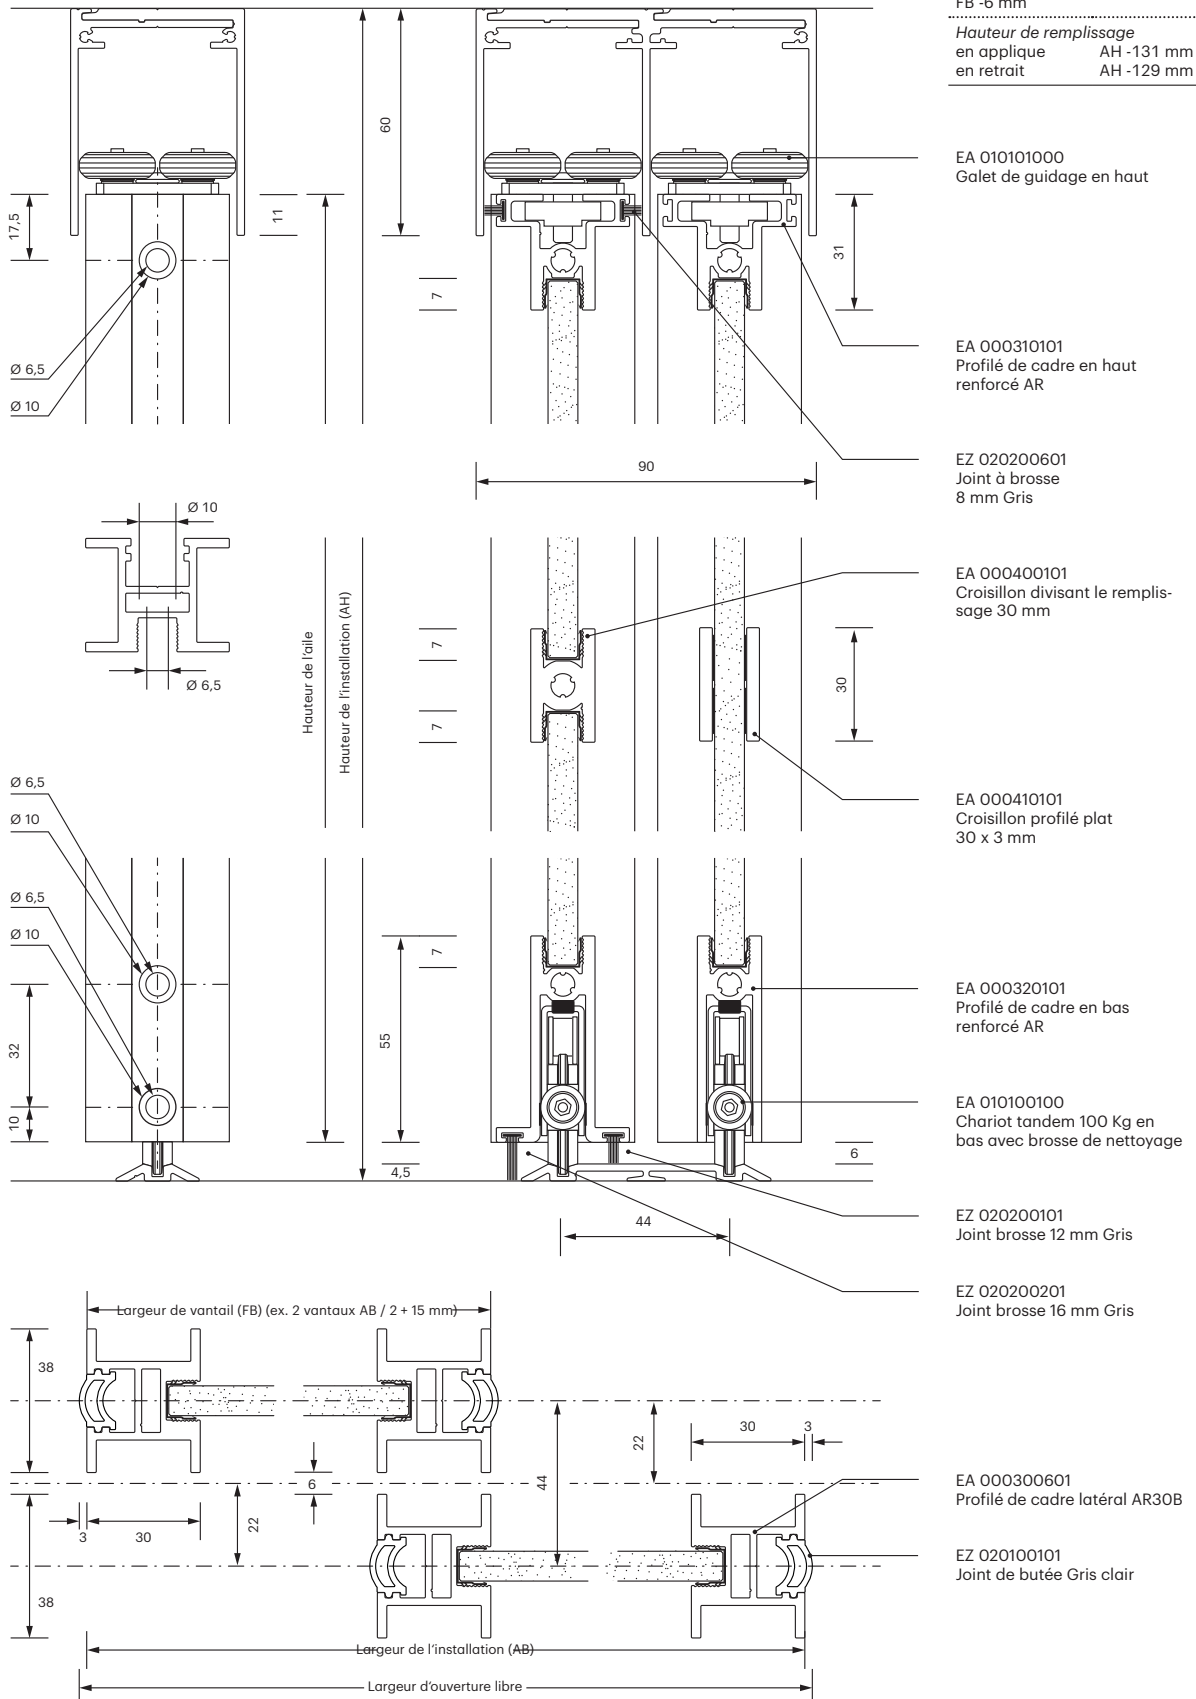 FB -6 mm
Hauteur de remplissage
en applique AH -131 mm
en retrait AH -129 mm
60
EA 010101000
Galet de guidage en haut
17,5
11
31
7
EA 000310101
Profilé de cadre en haut
renforcé AR
Ø 6,5
Ø 10
EZ 020200601
Joint à brosse
8 mm Gris
90
Ø 10
EA 000400101
Croisillon divisant le remplis-
sage 30 mm
Hauteur de l'aile
Hauteur de l'installation (AH)
7
30
Ø 6,5
7
Ø 6,5
Ø 10
EA 000410101
Croisillon profilé plat
30 x 3 mm
Ø 6,5
Ø 10
7
EA 000320101
Profilé de cadre en bas
renforcé AR
32
55
10
EA 010100100
Chariot tandem 100 Kg en
bas avec brosse de nettoyage
4,5
6
44
EZ 020200101
Joint brosse 12 mm Gris
EZ 020200201
Joint brosse 16 mm Gris
Largeur de vantail (FB) (ex. 2 vantaux AB / 2 + 15 mm)
38
22
30
3
6
44
EA 000300601
Profilé de cadre latéral AR30B
3
30
22
EZ 020100101
Joint de butée Gris clair
38
Largeur de l'installation (AB)
Largeur d'ouverture libre